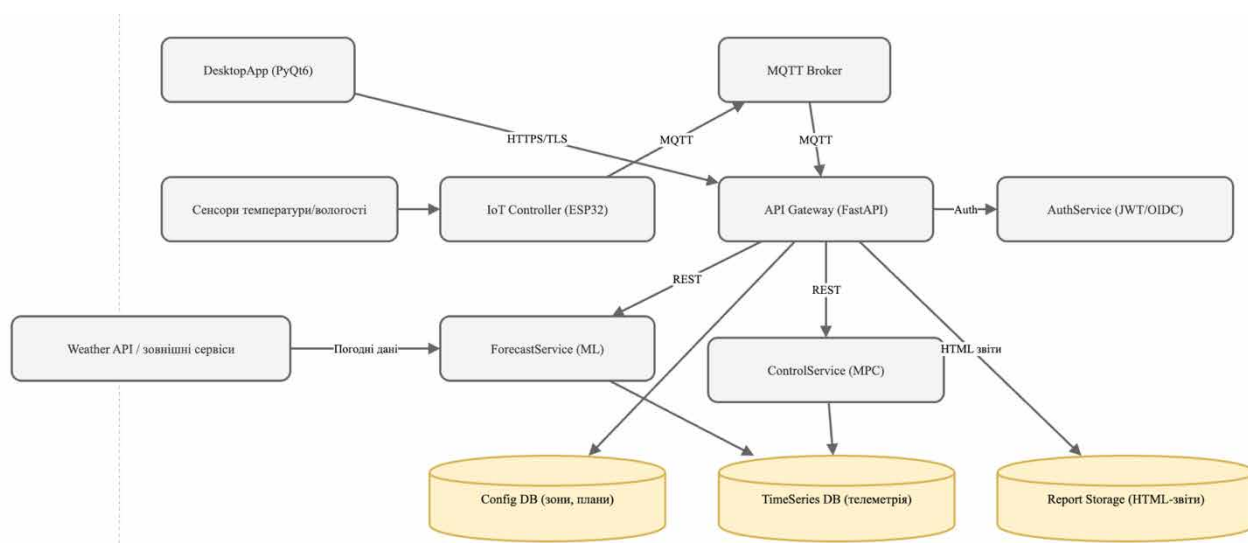 DesktopApp (PyQt6)
MQTT Broker
HTTPS/TLS
MQTT
MQTT
Сенсори температури/вологості
IoT Controller (ESP32)
API Gateway (FastAPI)
Auth
AuthService (JWT/OIDC)
REST
REST
Weather API / зовнішні сервіси
Погодні дані
ForecastService (ML)
ControlService (MPC)
HTML звіти
Config DB (зони, плани)
TimeSeries DB (телеметрія)
Report Storage (HTML-звіти)